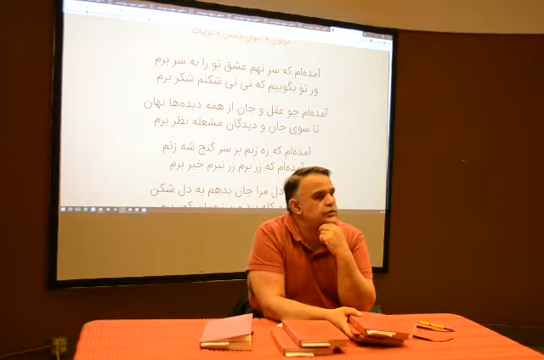 مولوی » دیوان شمس » غزلیات
آمده‌ام که سر نهم عشق تو را به سر برم
ور تو بگوییم که نی نی شکنم شکر برم
آمده‌ام چو عقل و جان از همه دیده‌ها نهان
تا سوی جان و دیدگان مشعله نظر برم
آمده‌ام که ره زنم بر سر گنج شه زنم
آمده‌ام که زر برم زر نبرم خبر برم
دل مرا جان بدهم به دل شکن